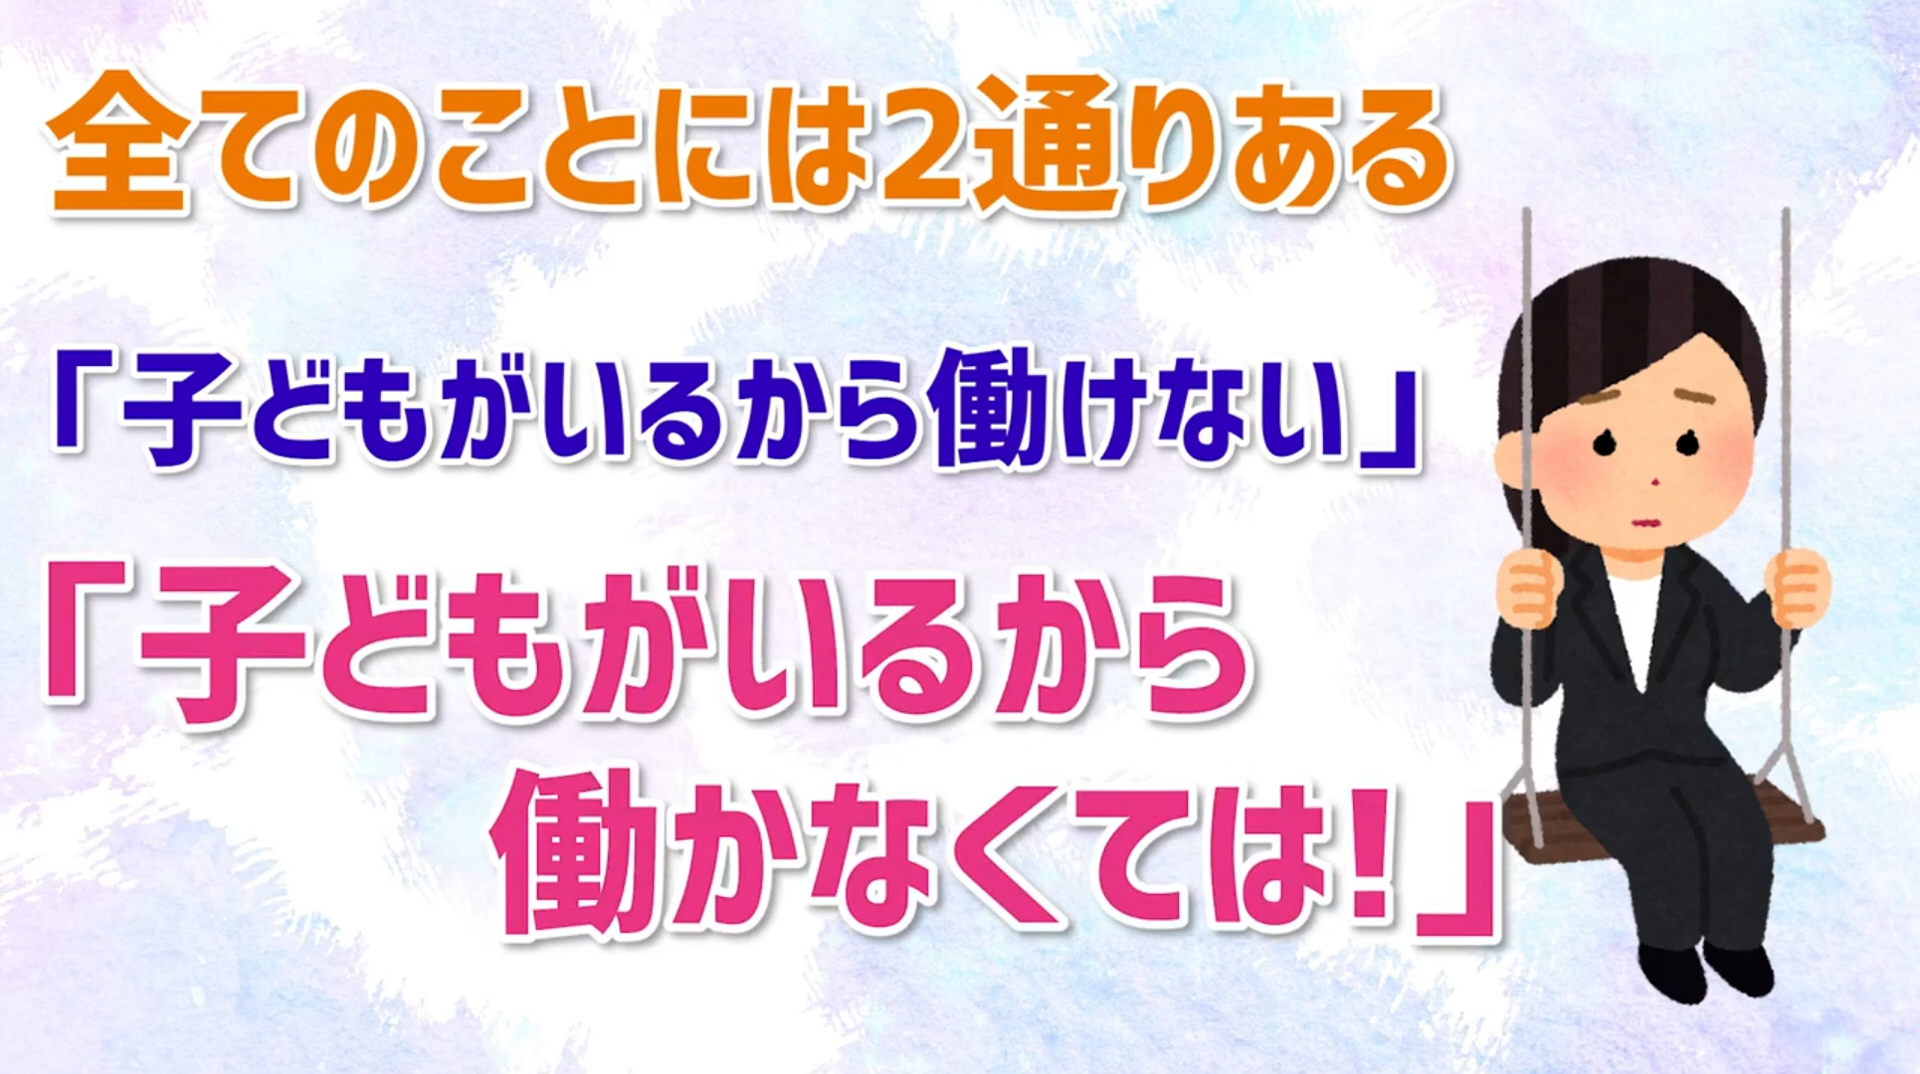 全てのことには2通りある
「子どもがいるから働けない」
「子どもがいるから
働かなくては!」